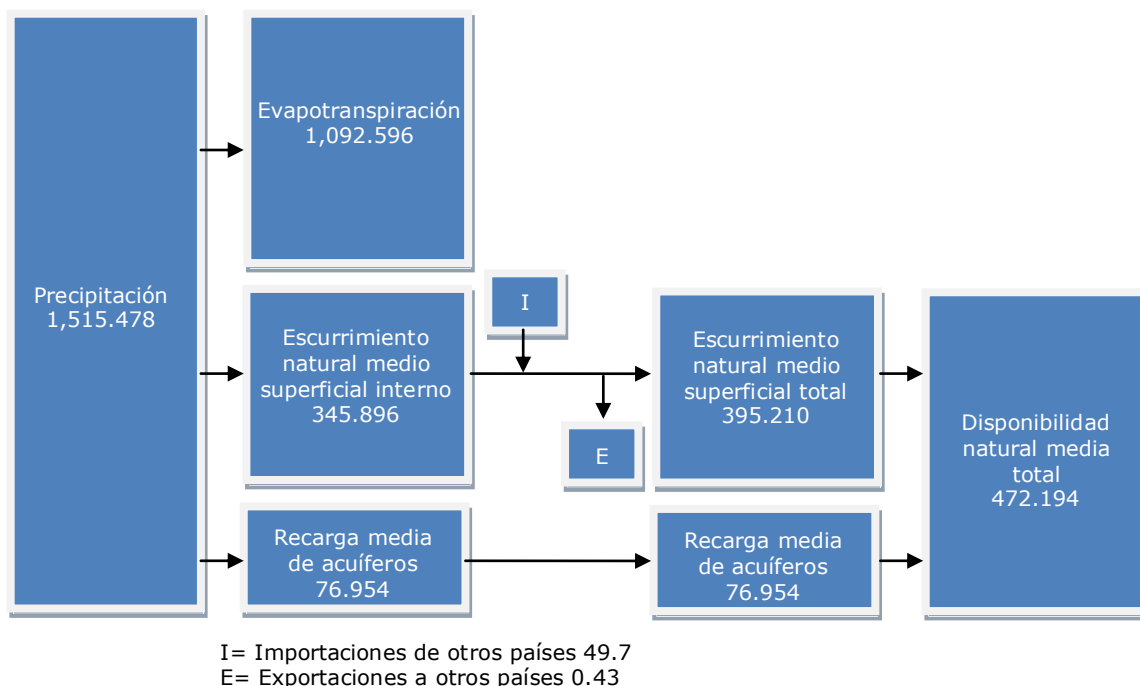 Precipitación
1,515.478
Evapotranspiración
1,092.596
Escurrimiento
natural medio
superficial interno
345.896
Recarga media
de acuíferos
76.954
I
E
Escurrimiento
natural medio
superficial total
395.210
Recarga media
de acuíferos
76.954
Disponibilidad
natural media
total
472.194
I= Importaciones de otros países 49.7
E= Exportaciones a otros países 0.43